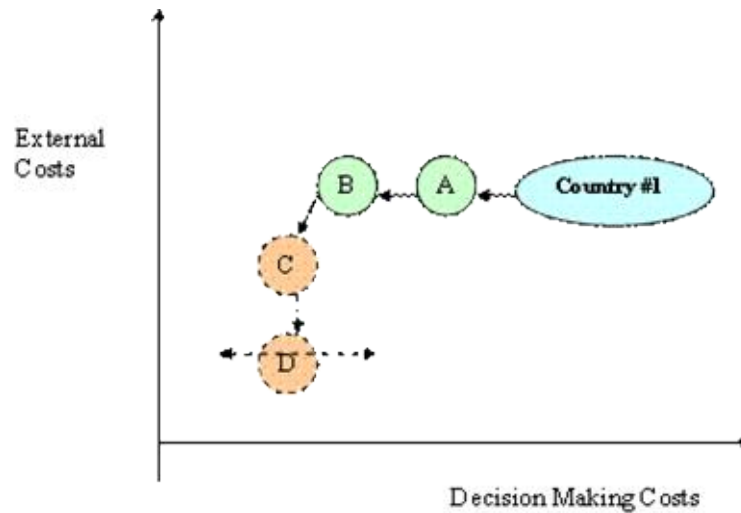 External
Costs
B
A
Country #1
C
D
Decision Making Costs